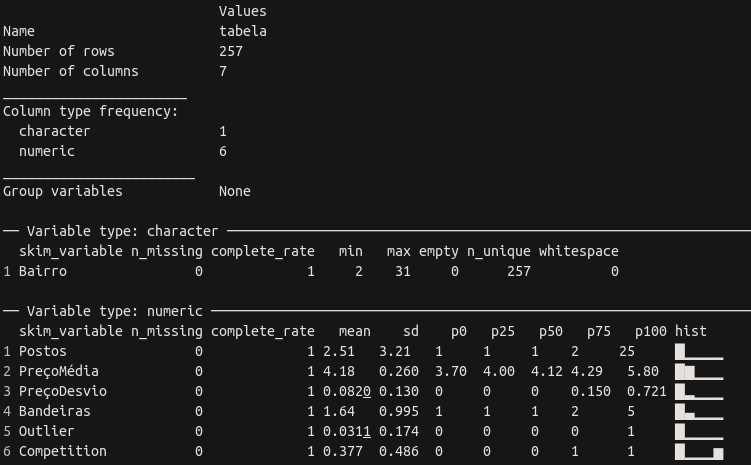 Values
Name                       tabela
Number of rows             257
Number of columns          7
_______________________
Column type frequency:
  character                1
  numeric                  6
________________________
Group variables            None

── Variable type: character ──────────────────────────────
  skim_variable n_missing complete_rate   min   max empty n_unique whitespace
1 Bairro                0             1     2    31     0      257          0

── Variable type: numeric ──────────────────────────────
  skim_variable n_missing complete_rate   mean    sd    p0   p25   p50   p75   p100 hist
1 Postos                0             1 2.51   3.21   1     1     1    2     25     █▁▁▁▁
2 PreçoMédia            0             1 4.18   0.260  3.70  4.00  4.12 4.29   5.80  █▆▁▁▁
3 PreçoDesvio           0             1 0.0820 0.130  0     0     0    0.150  0.721 █▂▁▁▁
4 Bandeiras             0             1 1.64   0.995  1     1     1    2      5     █▃▁▁▁
5 Outlier               0             1 0.0311 0.174  0     0     0    0      1     █▁▁▁▁
6 Competition           0             1 0.377  0.486  0     0     0    1      1     █▁▁▁▅